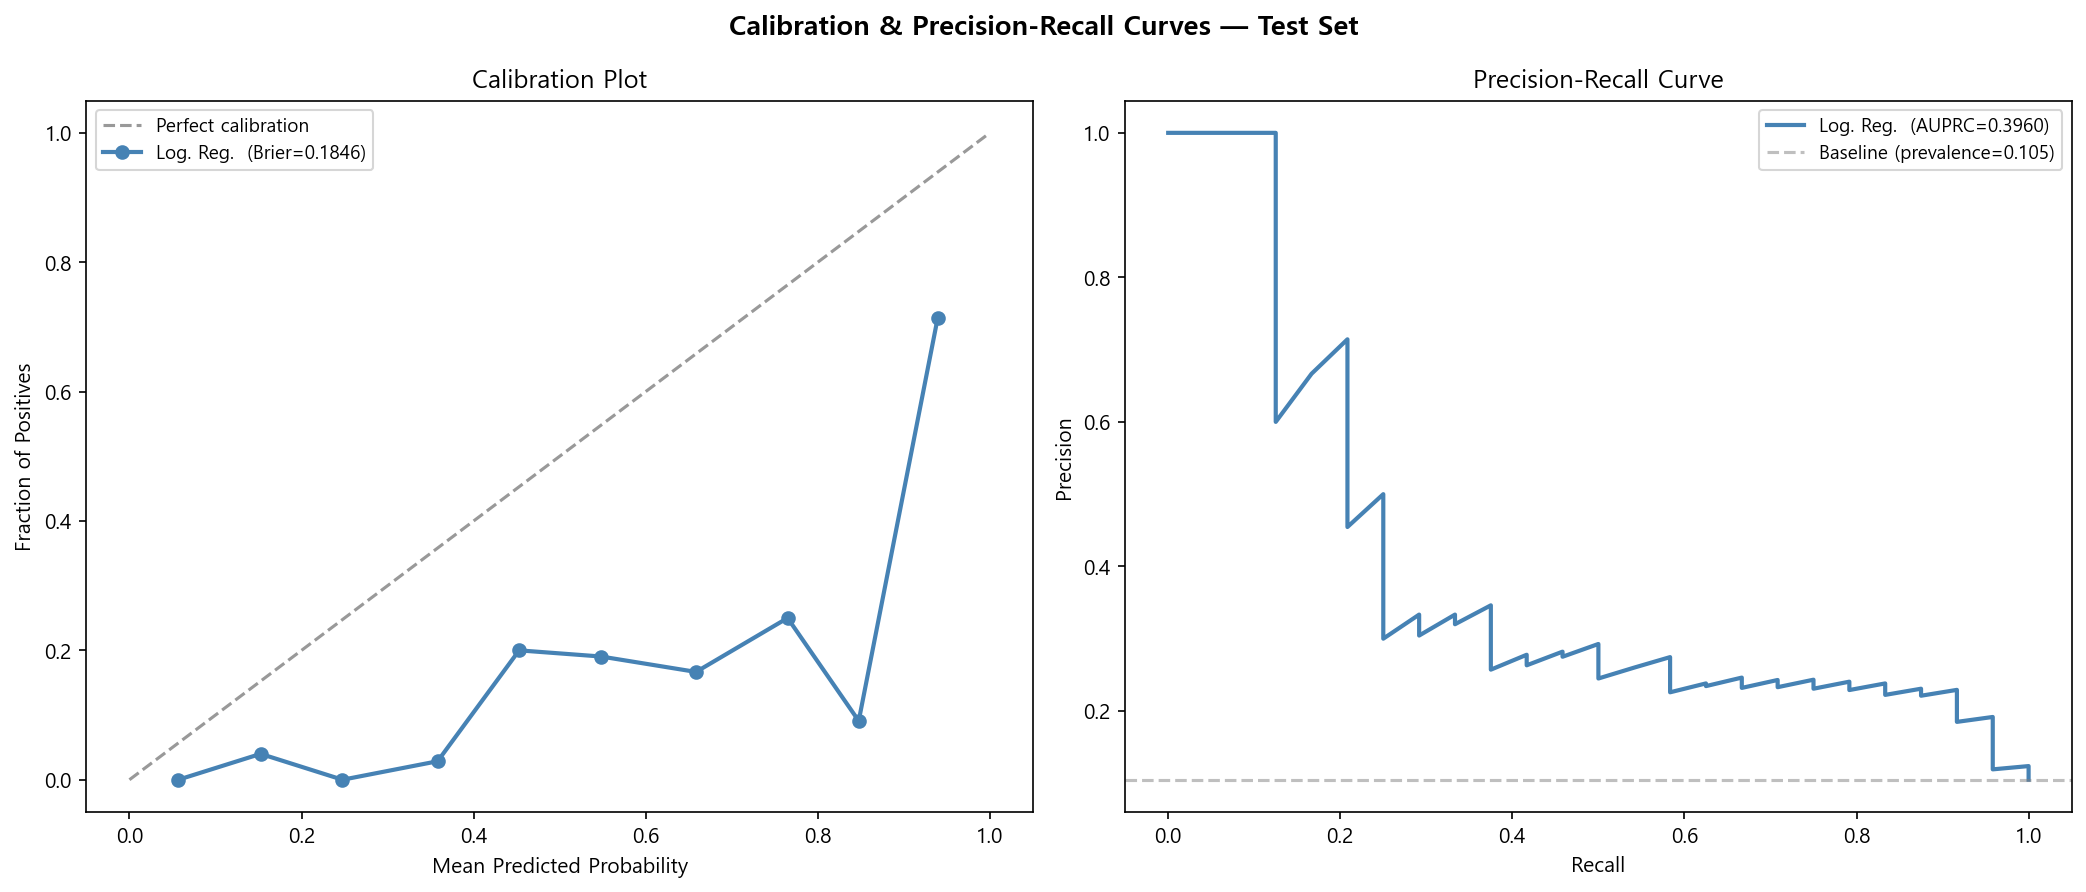 Calibration & Precision-Recall Curves — Test Set
Calibration Plot
Perfect calibration
Log. Reg.  (Brier=0.1846)
Fraction of Positives
1.0
0.8
0.6
0.4
0.2
0.0
0.0 0.2 0.4 0.6 0.8 1.0
Mean Predicted Probability
Precision-Recall Curve
Log. Reg.  (AUPRC=0.3960)
Baseline (prevalence=0.105)
Precision
1.0
0.8
0.6
0.4
0.2
0.0 0.2 0.4 0.6 0.8 1.0
Recall